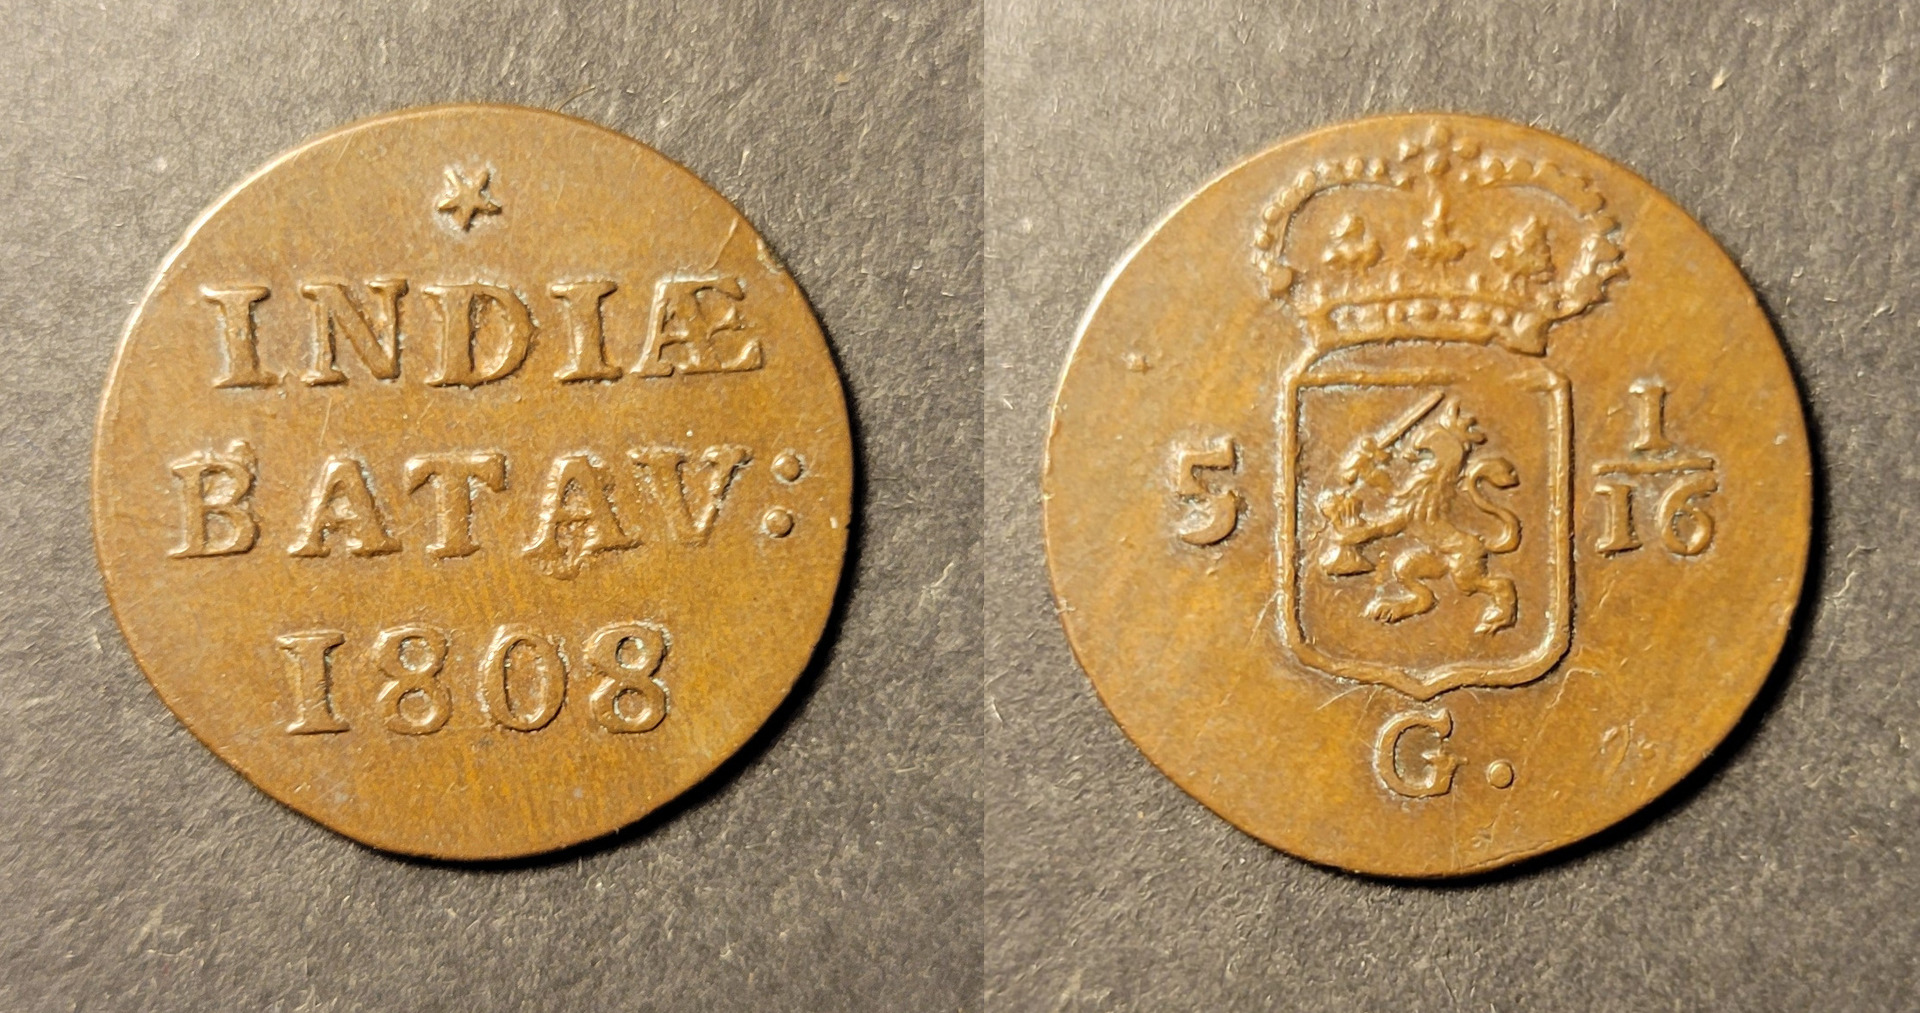 INDIÆ
BATAV:
1808
5 1/16
G.